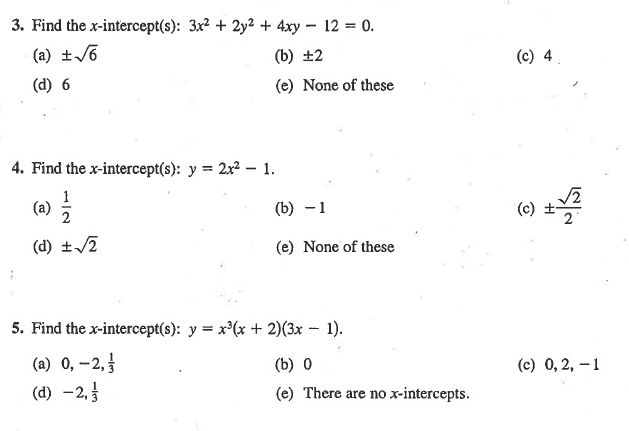 3. Find the x-intercept(s): 3x² + 2y² + 4xy − 12 = 0.
(a) ±√6 (b) ±2 (c) 4
(d) 6 (e) None of these
4. Find the x-intercept(s): y = 2x² − 1.
(a) 1/2 (b) −1 (c) ±√2/2
(d) ±√2 (e) None of these
5. Find the x-intercept(s): y = x³(x + 2)(3x − 1).
(a) 0, −2, 1/3 (b) 0 (c) 0, 2, −1
(d) −2, 1/3 (e) There are no x-intercepts.